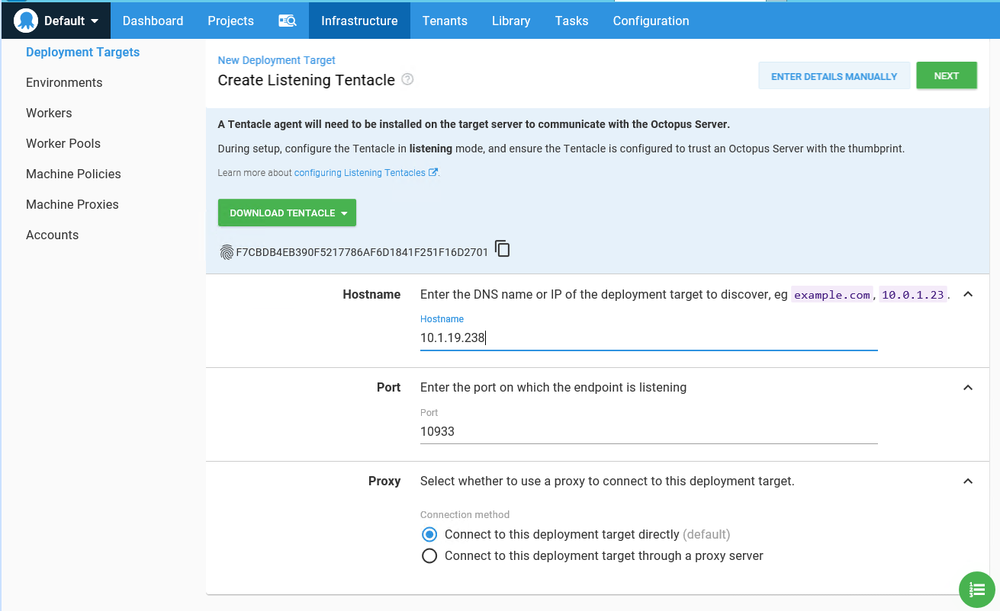 Default Dashboard Projects Infrastructure Tenants Library Tasks Configuration
Deployment Targets
Environments
Workers
Worker Pools
Machine Policies
Machine Proxies
Accounts
New Deployment Target
Create Listening Tentacle ?
ENTER DETAILS MANUALLY NEXT
A Tentacle agent will need to be installed on the target server to communicate with the Octopus Server.
During setup, configure the Tentacle in listening mode, and ensure the Tentacle is configured to trust an Octopus Server with the thumbprint.
Learn more about configuring Listening Tentacles.
DOWNLOAD TENTACLE
F7CBDB4EB390F5217786AF6D1841F251F16D2701
Hostname Enter the DNS name or IP of the deployment target to discover, eg example.com, 10.0.1.23.
Hostname
10.1.19.238
Port Enter the port on which the endpoint is listening
Port
10933
Proxy Select whether to use a proxy to connect to this deployment target.
Connection method
Connect to this deployment target directly (default)
Connect to this deployment target through a proxy server